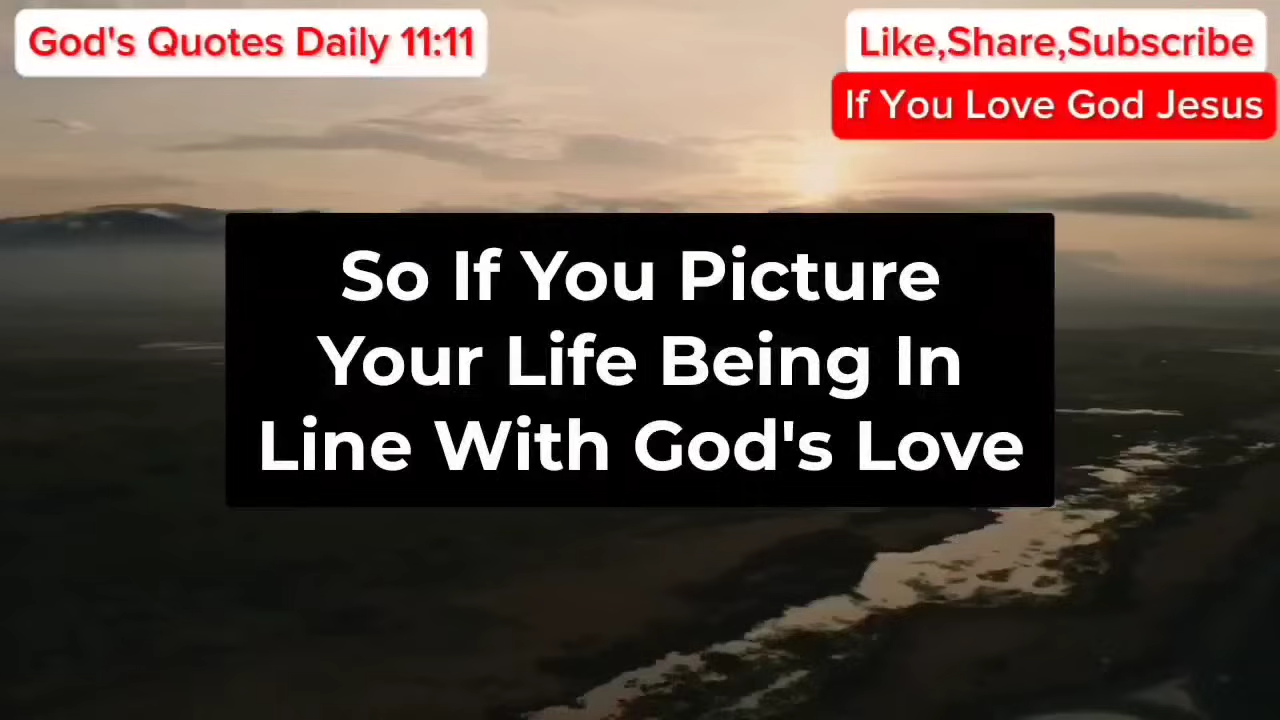 God's Quotes Daily 11:11
Like,Share,Subscribe
If You Love God Jesus
So If You Picture
Your Life Being In
Line With God's Love